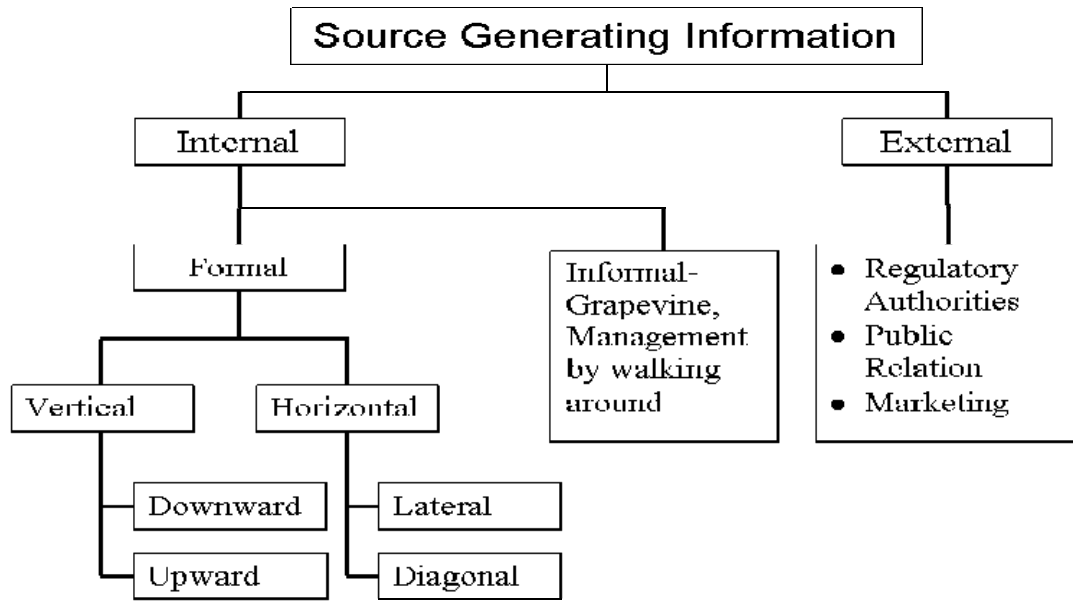 Source Generating Information
Internal
External
Formal
Informal-
Grapevine,
Management
by walking
around
• Regulatory
Authorities
• Public
Relation
• Marketing
Vertical
Horizontal
Downward
Lateral
Upward
Diagonal